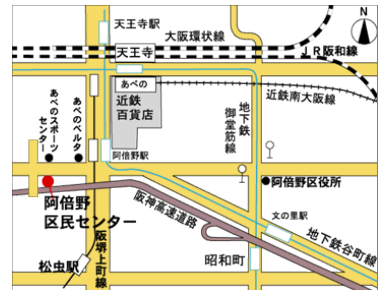 天王寺駅
大阪環状線
N
天王寺
JR阪和線
あべの
近鉄
百貨店
近鉄南大阪線
地下鉄
御堂筋線
あべのスポーツ
センター
あべのベルタ
阿倍野駅
阿倍野区役所
阿倍野
区民センター
阪神高速道路
文の里駅
地下鉄谷町線
昭和町
松虫駅
阪堺上町線